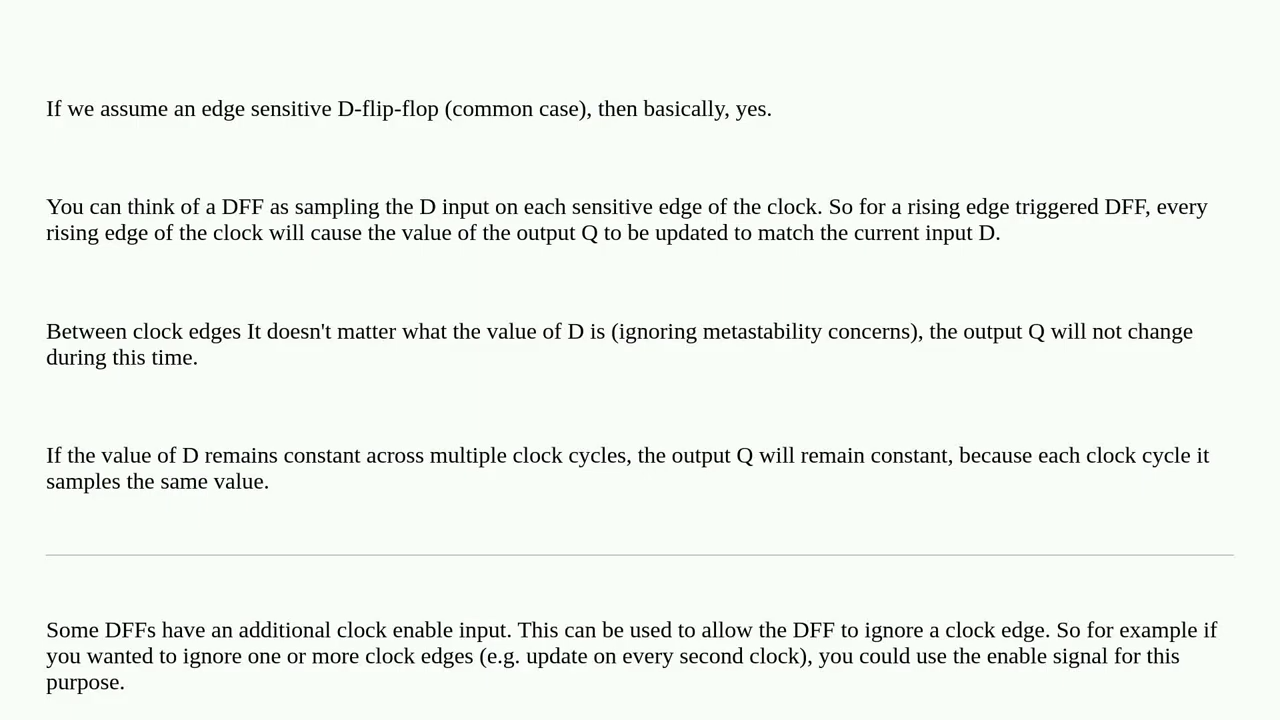 If we assume an edge sensitive D-flip-flop (common case), then basically, yes.
You can think of a DFF as sampling the D input on each sensitive edge of the clock. So for a rising edge triggered DFF, every
rising edge of the clock will cause the value of the output Q to be updated to match the current input D.
Between clock edges It doesn't matter what the value of D is (ignoring metastability concerns), the output Q will not change
during this time.
If the value of D remains constant across multiple clock cycles, the output Q will remain constant, because each clock cycle it
samples the same value.
Some DFFs have an additional clock enable input. This can be used to allow the DFF to ignore a clock edge. So for example if
you wanted to ignore one or more clock edges (e.g. update on every second clock), you could use the enable signal for this
purpose.